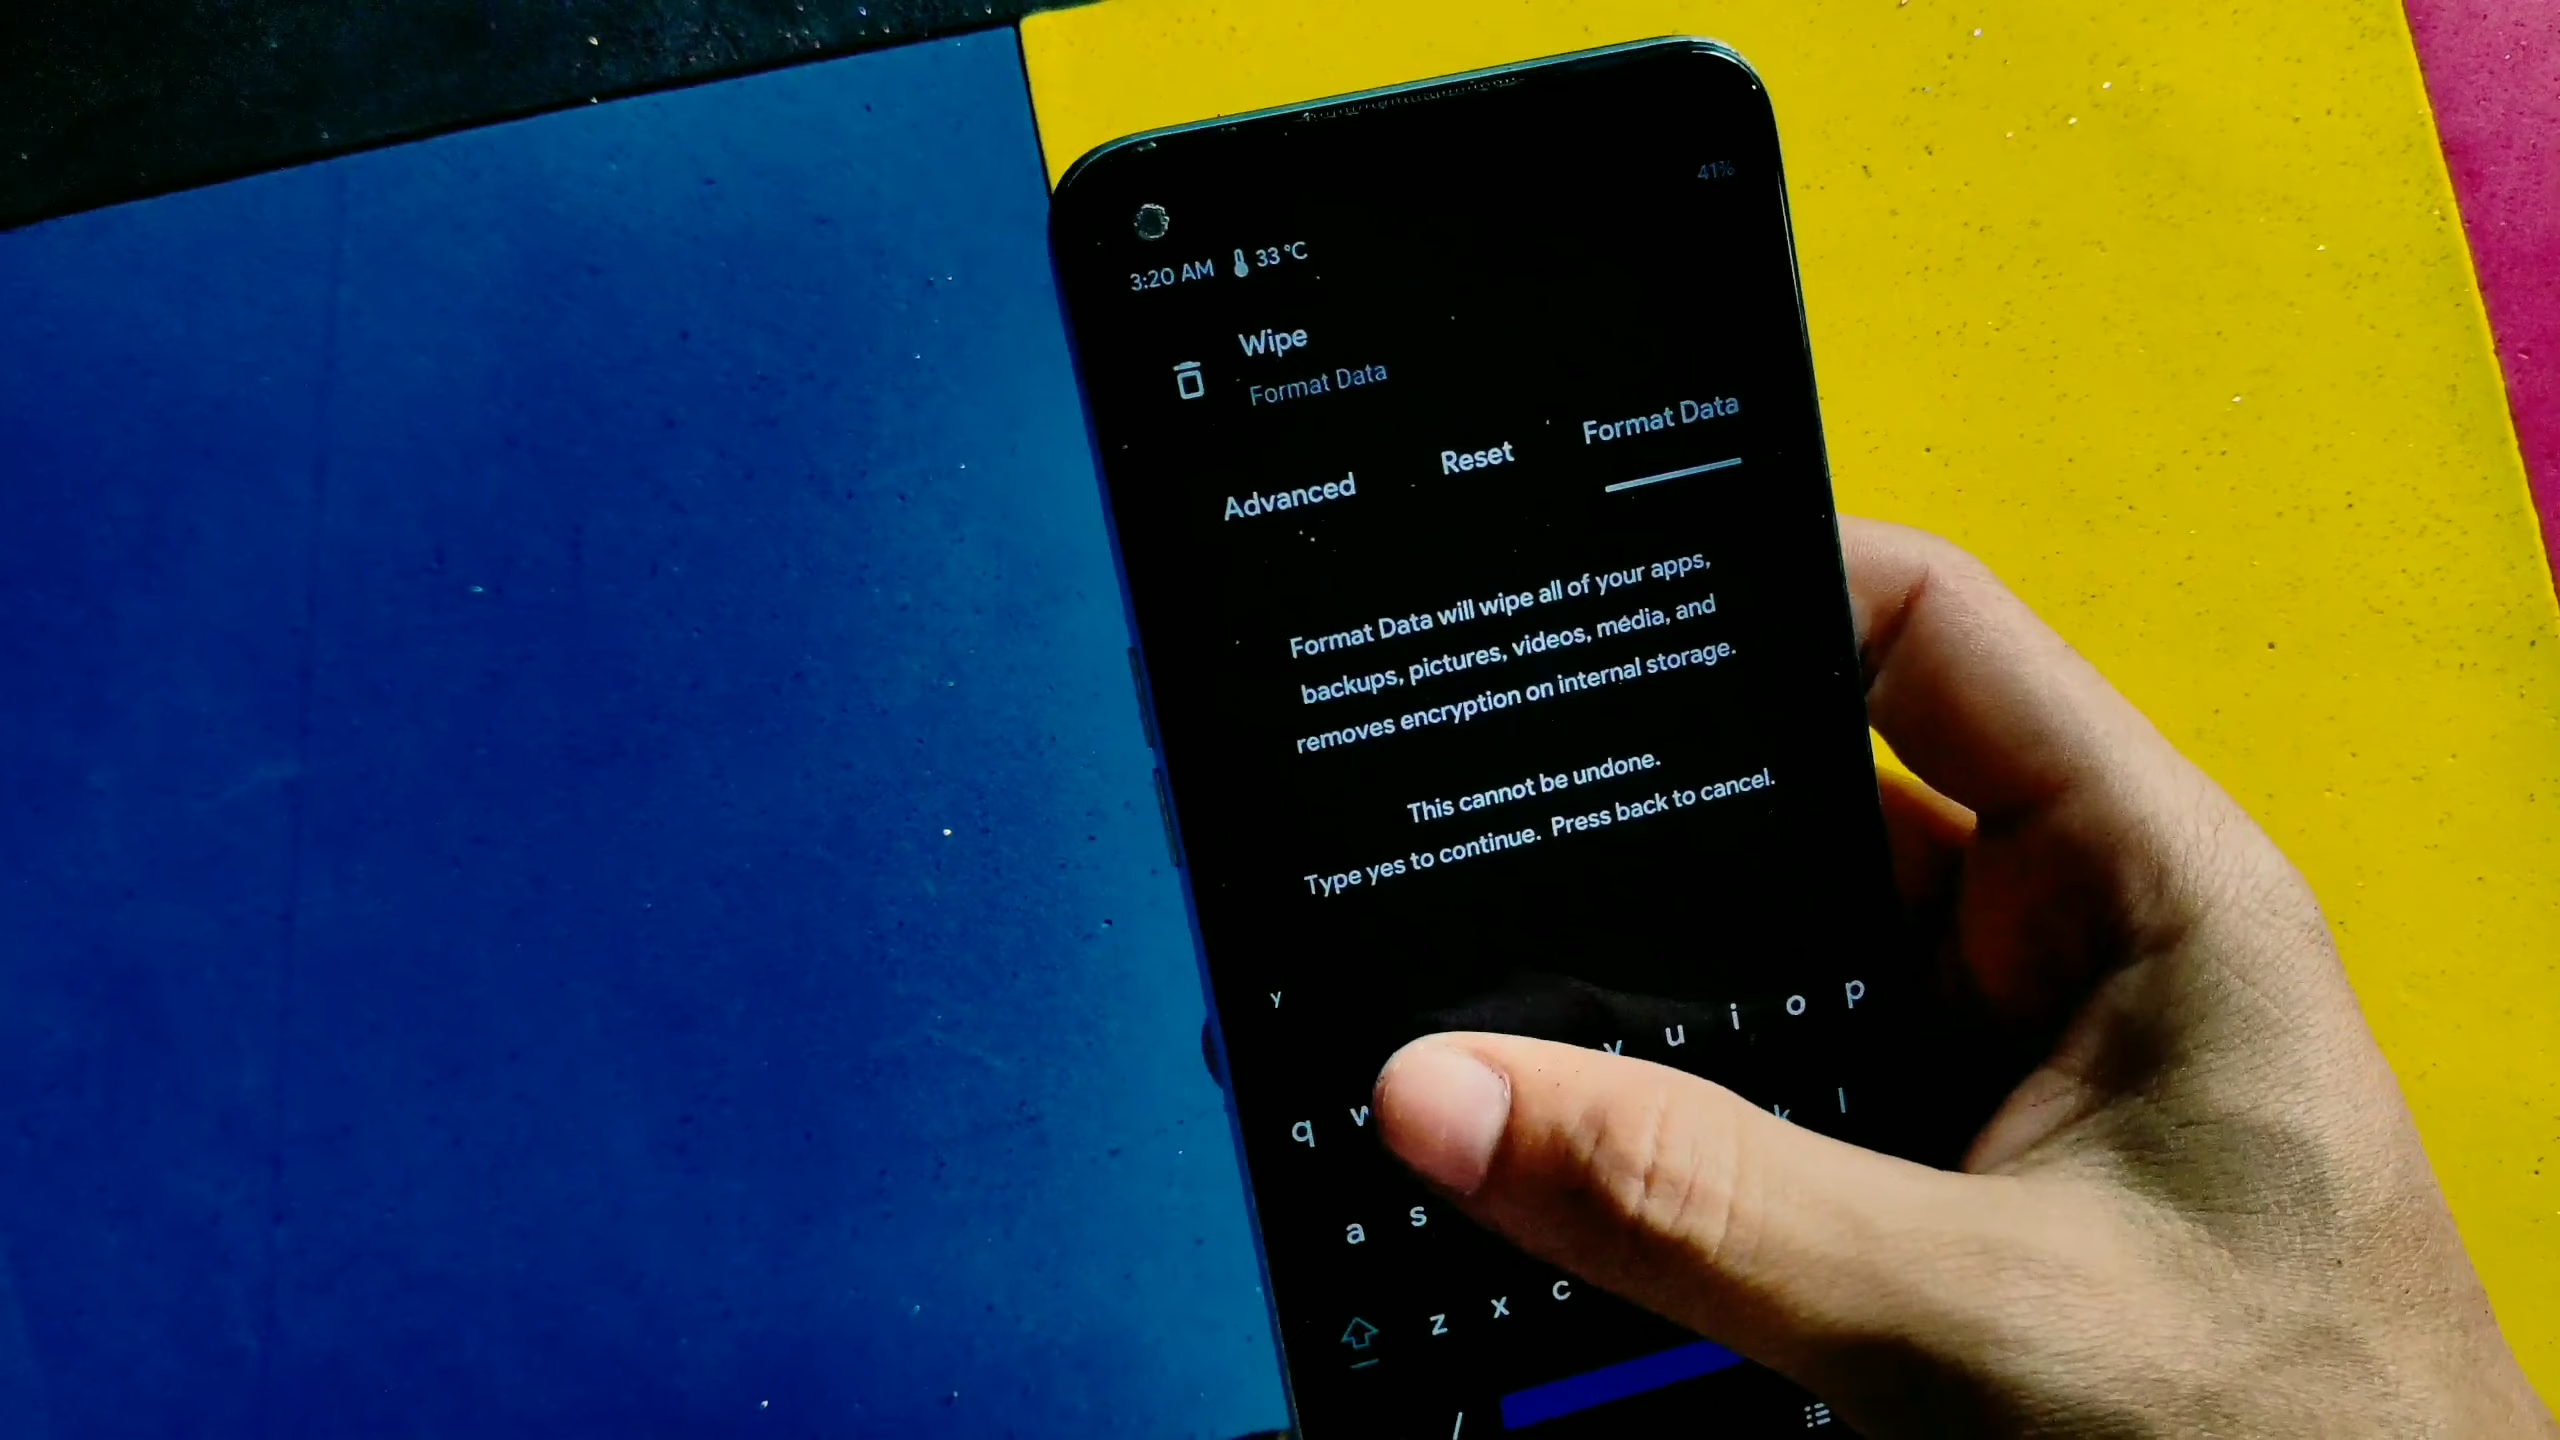 41%
3:20 AM 33 °C
Wipe
Format Data
Advanced Reset Format Data
Format Data will wipe all of your apps,
backups, pictures, videos, media, and
removes encryption on internal storage.
This cannot be undone.
Type yes to continue. Press back to cancel.
y
q w y u i o p
a s k l
z x c
/